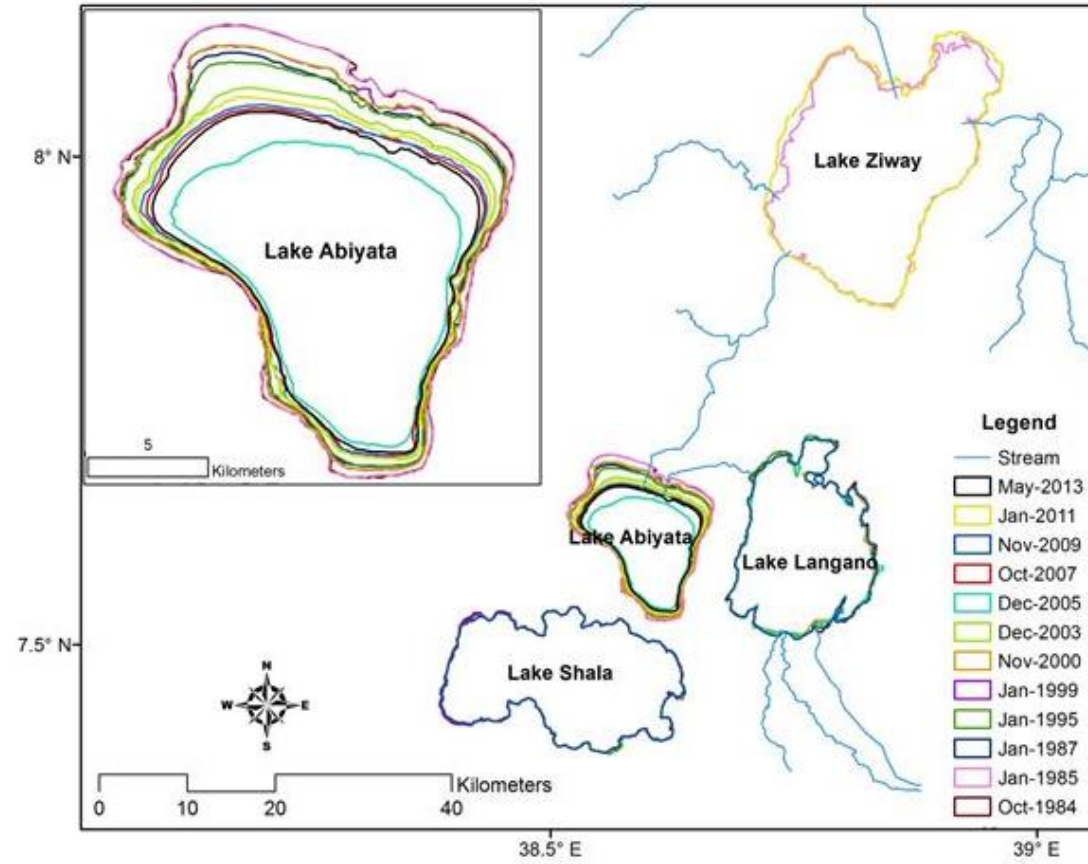 8° N
7.5° N
Lake Abiyata
5
Kilometers
Lake Ziway
Lake Abiyata
Lake Langano
Lake Shala
N
W
E
S
Kilometers
0
10
20
40
38.5° E
39° E
Legend
Stream
May-2013
Jan-2011
Nov-2009
Oct-2007
Dec-2005
Dec-2003
Nov-2000
Jan-1999
Jan-1995
Jan-1987
Jan-1985
Oct-1984